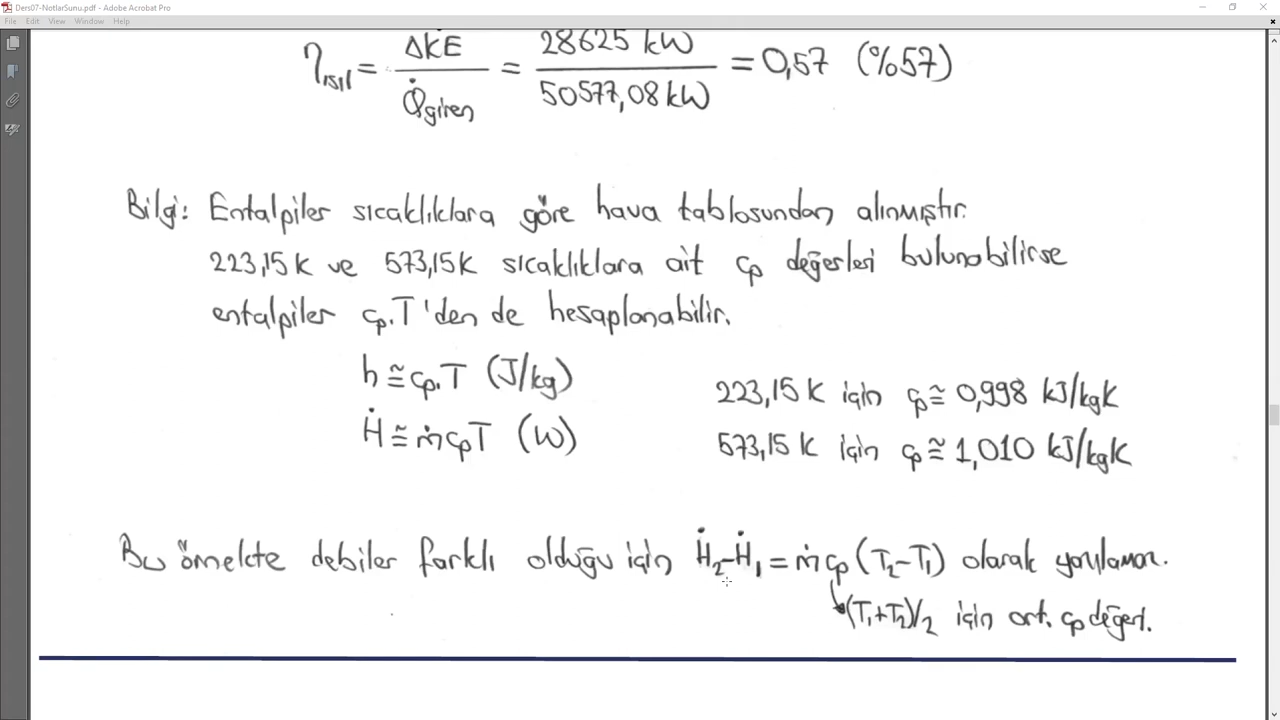 Ders07-NotlarSunu.pdf - Adobe Acrobat Pro
File Edit View Window Help
ηısıl = ΔK̇E / Q̇giren = 28625 kW / 50577,08 kW = 0,57 (%57)
Bilgi: Entalpiler sıcaklıklara göre hava tablosundan alınmıştır.
223,15 K ve 573,15 K sıcaklıklara ait cp değerleri bulunabilirse
entalpiler cp.T'den de hesaplanabilir.
h ≅ cp.T (J/kg)
Ḣ ≅ ṁcpT (W)
223,15 K için cp ≅ 0,998 kJ/kgK
573,15 K için cp ≅ 1,010 kJ/kgK
Bu örnekte debiler farklı olduğu için Ḣ2-Ḣ1 = ṁcp(T2-T1) olarak yazılamaz.
(T1+T2)/2 için ort. cp değeri.